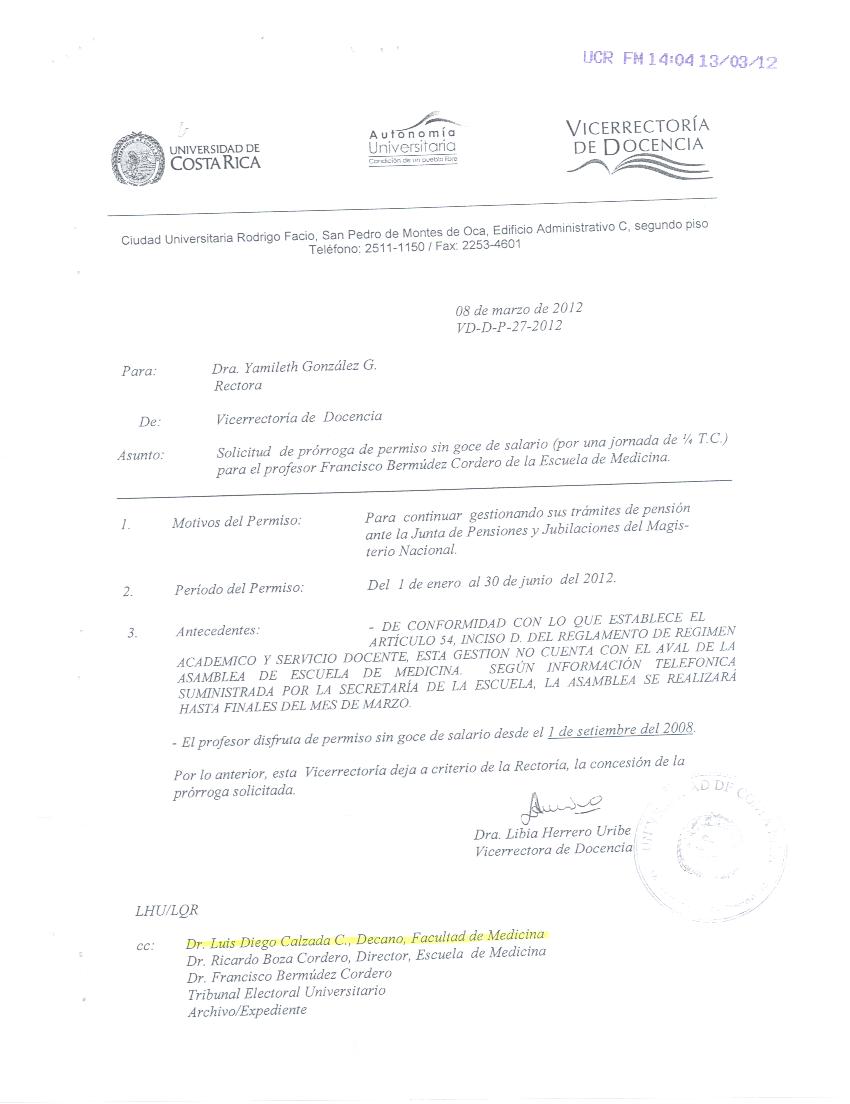 UCR FM 14:04 13/03/12
UNIVERSIDAD DE
COSTA RICA
Autonomía
Universitaria
Condición de un pueblo libre
VICERRECTORÍA
DE DOCENCIA
Ciudad Universitaria Rodrigo Facio, San Pedro de Montes de Oca, Edificio Administrativo C, segundo piso
Teléfono: 2511-1150 / Fax: 2253-4601
08 de marzo de 2012
VD-D-P-27-2012
Para: Dra. Yamileth González G.
Rectora
De: Vicerrectoría de Docencia
Asunto: Solicitud de prórroga de permiso sin goce de salario (por una jornada de ¼ T.C.)
para el profesor Francisco Bermúdez Cordero de la Escuela de Medicina.
1. Motivos del Permiso: Para continuar gestionando sus trámites de pensión
ante la Junta de Pensiones y Jubilaciones del Magis-
terio Nacional.
2. Período del Permiso: Del 1 de enero al 30 de junio del 2012.
3. Antecedentes: - DE CONFORMIDAD CON LO QUE ESTABLECE EL
ARTÍCULO 54, INCISO D. DEL REGLAMENTO DE REGIMEN
ACADEMICO Y SERVICIO DOCENTE, ESTA GESTION NO CUENTA CON EL AVAL DE LA
ASAMBLEA DE ESCUELA DE MEDICINA. SEGÚN INFORMACIÓN TELEFONICA
SUMINISTRADA POR LA SECRETARÍA DE LA ESCUELA, LA ASAMBLEA SE REALIZARÁ
HASTA FINALES DEL MES DE MARZO.
- El profesor disfruta de permiso sin goce de salario desde el 1 de setiembre del 2008.
Por lo anterior, esta Vicerrectoría deja a criterio de la Rectoría, la concesión de la
prórroga solicitada.
Dra. Libia Herrero Uribe
Vicerrectora de Docencia
LHU/LQR
cc: Dr. Luis Diego Calzada C., Decano, Facultad de Medicina
Dr. Ricardo Boza Cordero, Director, Escuela de Medicina
Dr. Francisco Bermúdez Cordero
Tribunal Electoral Universitario
Archivo/Expediente